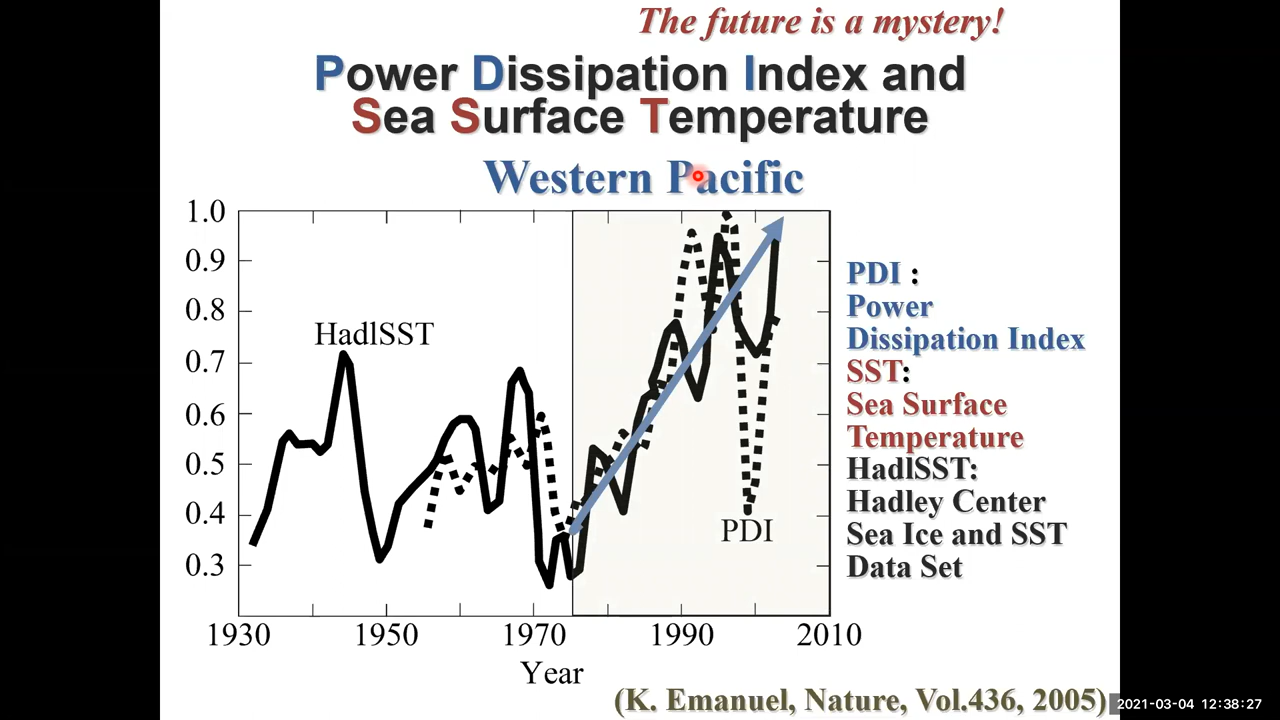 The future is a mystery!
Power Dissipation Index and
Sea Surface Temperature
Western Pacific
1.0
0.9
0.8
0.7
0.6
0.5
0.4
0.3
HadlSST
PDI
1930 1950 1970 1990 2010
Year
PDI :
Power
Dissipation Index
SST:
Sea Surface
Temperature
HadlSST:
Hadley Center
Sea Ice and SST
Data Set
(K. Emanuel, Nature, Vol.436, 2005)
2021-03-04 12:38:27